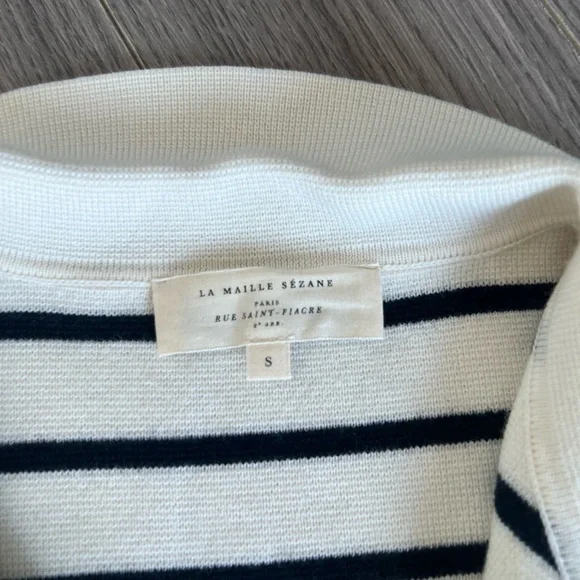 LA MAILLE SÉZANE
PARIS
RUE SAINT-FIACRE
2e ARR.
S